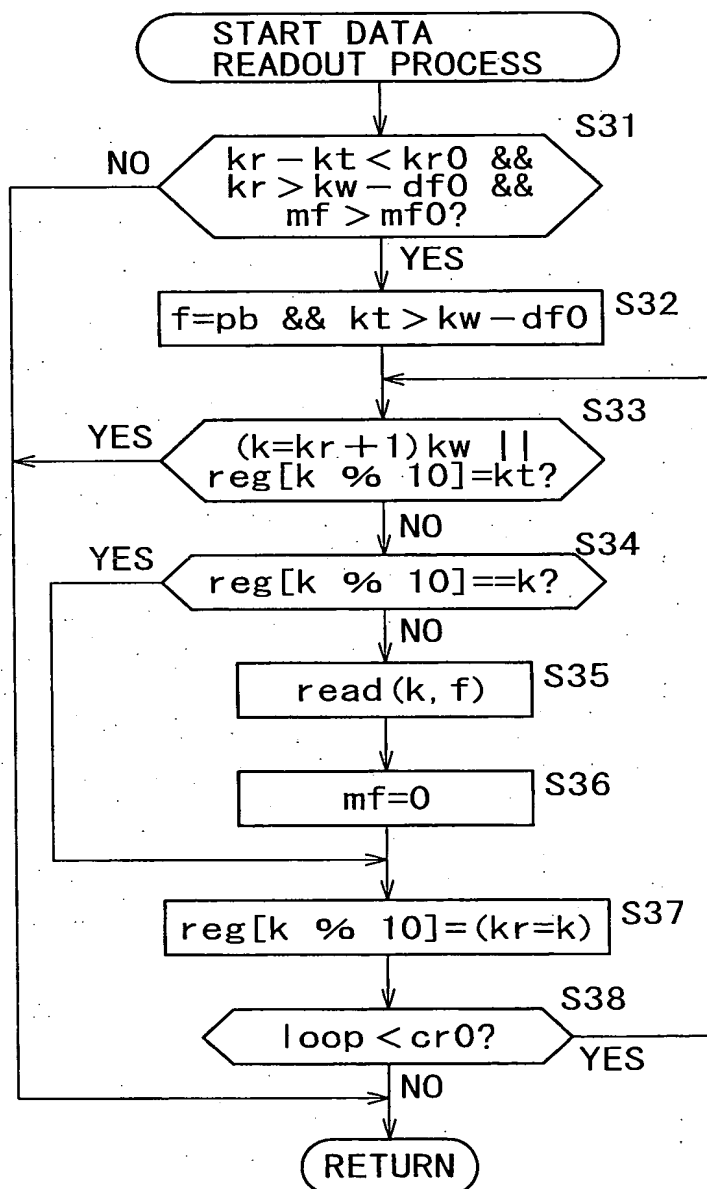 START DATA
READOUT PROCESS
S31
NO
kr-kt<kr0 &&
kr>kw-df0 &&
mf>mf0?
YES
f=pb && kt>kw-df0
S32
S33
YES
(k=kr+1)kw ||
reg[k % 10]=kt?
NO
S34
YES
reg[k % 10]==k?
NO
read(k, f)
S35
mf=0
S36
reg[k % 10]=(kr=k)
S37
S38
loop<cr0?
YES
NO
RETURN